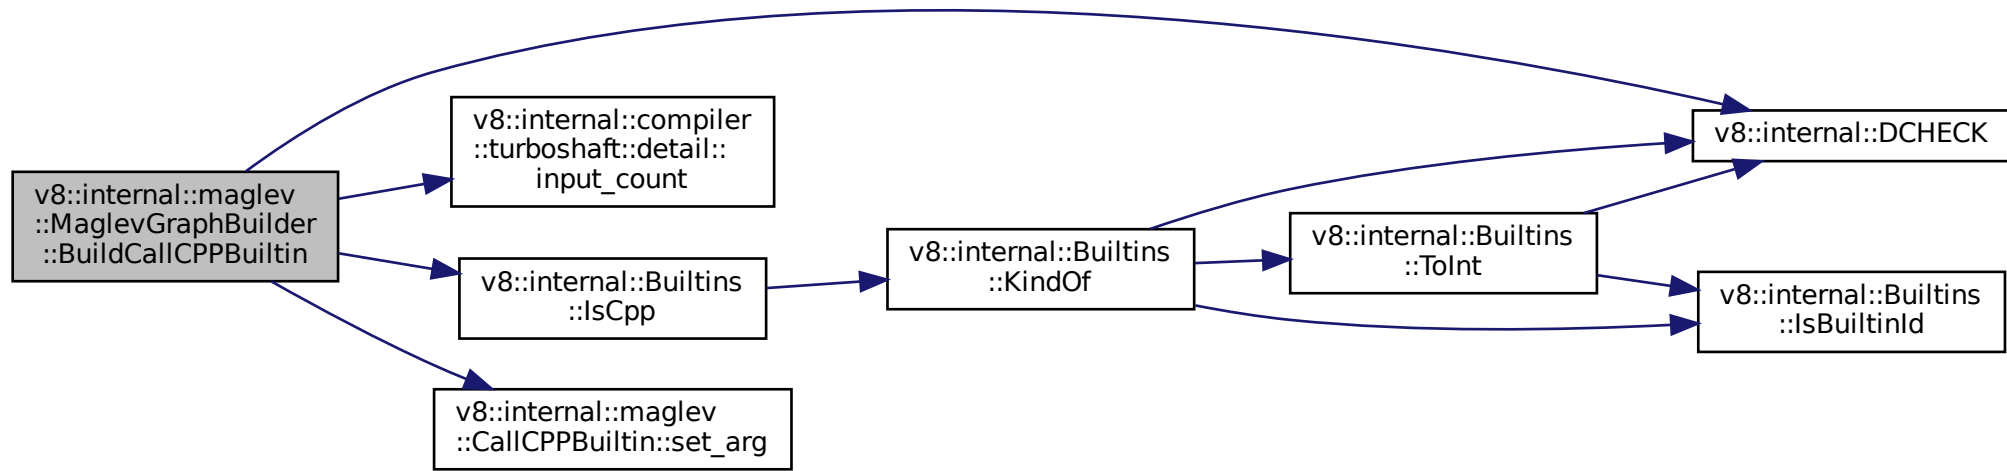 v8::internal::maglev
::MaglevGraphBuilder
::BuildCallCPPBuiltin
v8::internal::compiler
::turboshaft::detail::
input_count
v8::internal::Builtins
::IsCpp
v8::internal::maglev
::CallCPPBuiltin::set_arg
v8::internal::Builtins
::KindOf
v8::internal::Builtins
::ToInt
v8::internal::DCHECK
v8::internal::Builtins
::IsBuiltinId